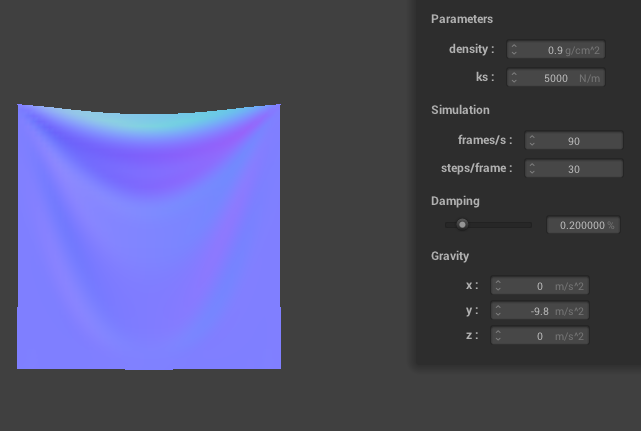 Parameters
density : 0.9 g/cm^2
ks : 5000 N/m
Simulation
frames/s : 90
steps/frame : 30
Damping
0.200000 %
Gravity
x : 0 m/s^2
y : -9.8 m/s^2
z : 0 m/s^2